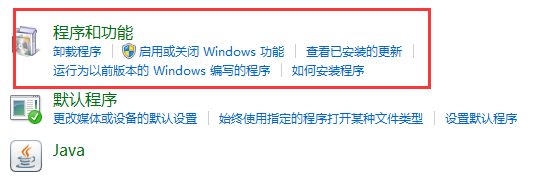 程序和功能
卸载程序 启用或关闭 Windows 功能 查看已安装的更新
运行为以前版本的 Windows 编写的程序 如何安装程序
默认程序
更改媒体或设备的默认设置 始终使用指定的程序打开某种文件类型 设置默认程序
Java